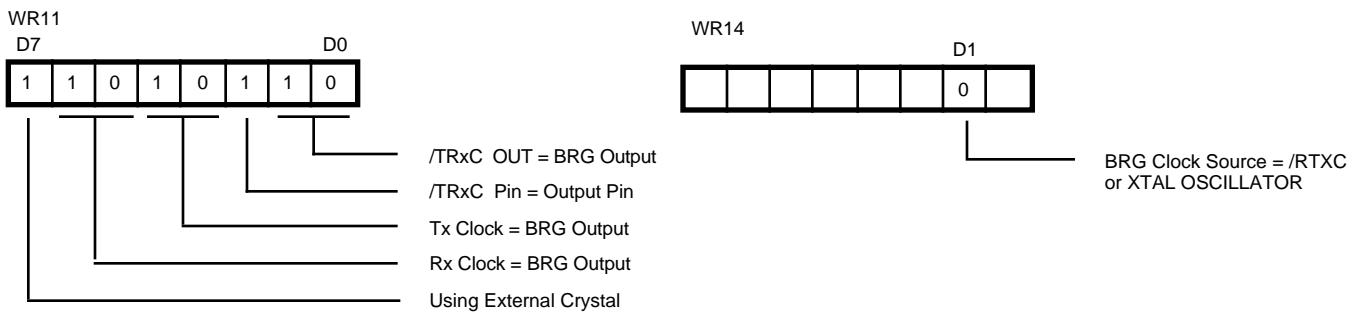 WR11
D7 D0
1 1 0 1 0 1 1 0
/TRxC OUT = BRG Output
/TRxC Pin = Output Pin
Tx Clock = BRG Output
Rx Clock = BRG Output
Using External Crystal
WR14
D1
0
BRG Clock Source = /RTXC
or XTAL OSCILLATOR